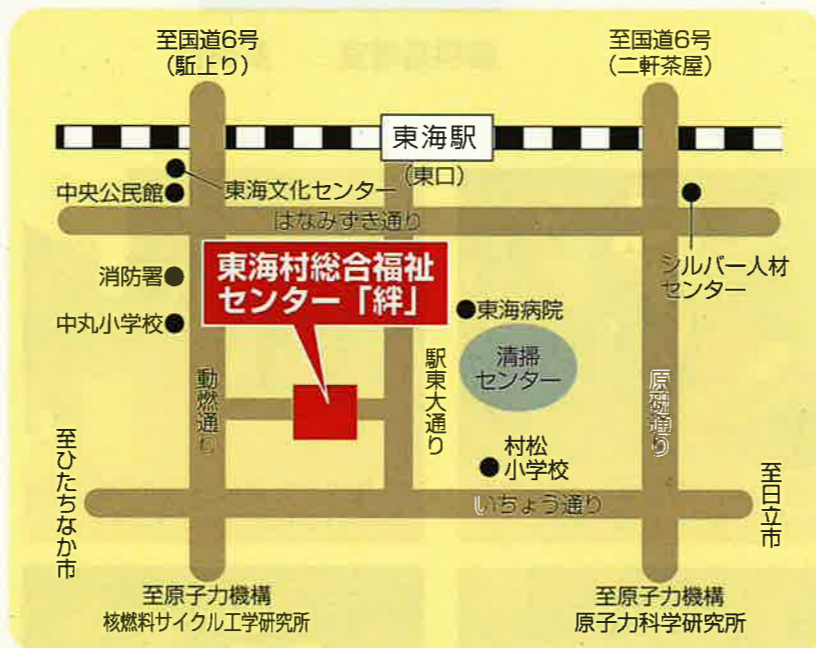 至国道6号
(駈上り)
至国道6号
(二軒茶屋)
東海駅
(東口)
中央公民館
東海文化センター
はなみずき通り
シルバー人材
センター
消防署
東海村総合福祉
センター「絆」
中丸小学校
東海病院
清掃
センター
動燃通り
駅東大通り
原研通り
村松
小学校
いちょう通り
至ひたちなか市
至日立市
至原子力機構
核燃料サイクル工学研究所
至原子力機構
原子力科学研究所